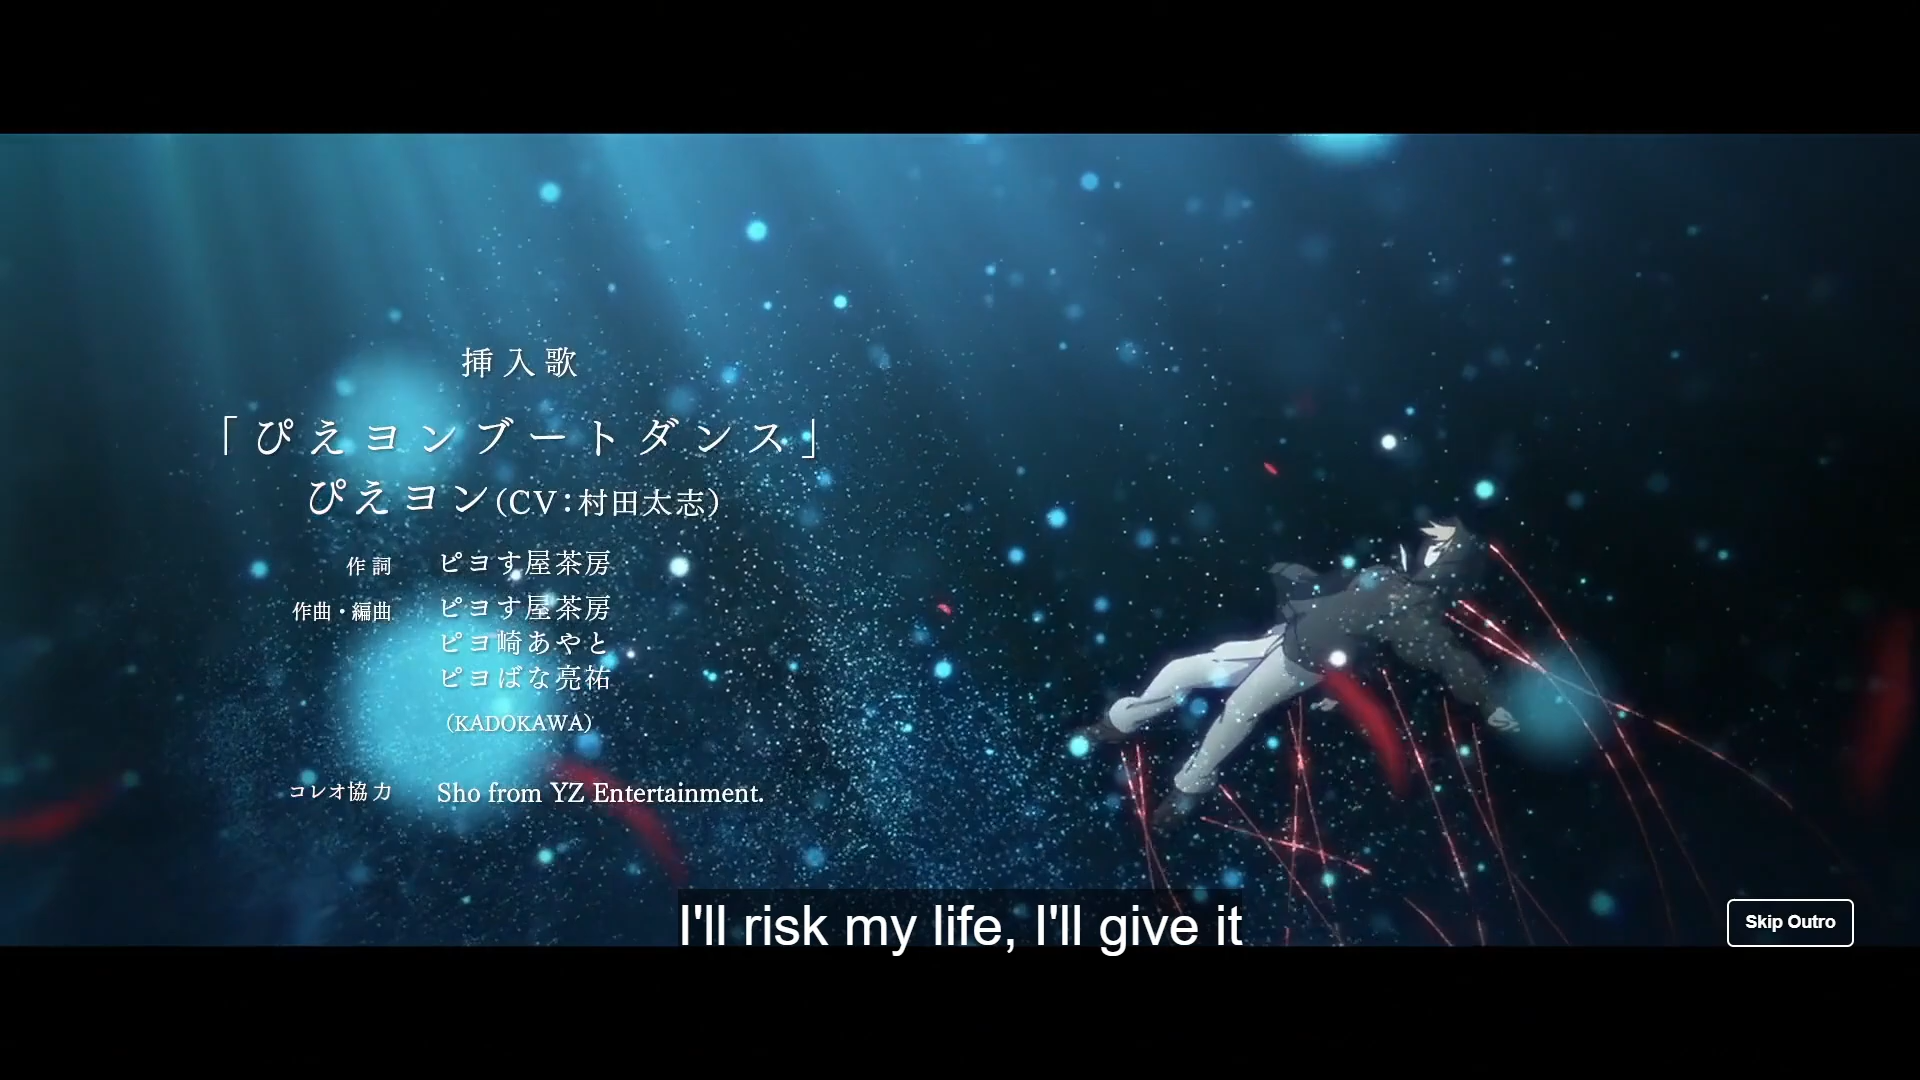 挿入歌
「ぴえヨンブートダンス」
ぴえヨン(CV:村田太志)
作詞 ピヨす屋茶房
作曲・編曲 ピヨす屋茶房
ピヨ崎あやと
ピヨばな亮祐
(KADOKAWA)
コレオ協力 Sho from YZ Entertainment.
I'll risk my life, I'll give it
Skip Outro